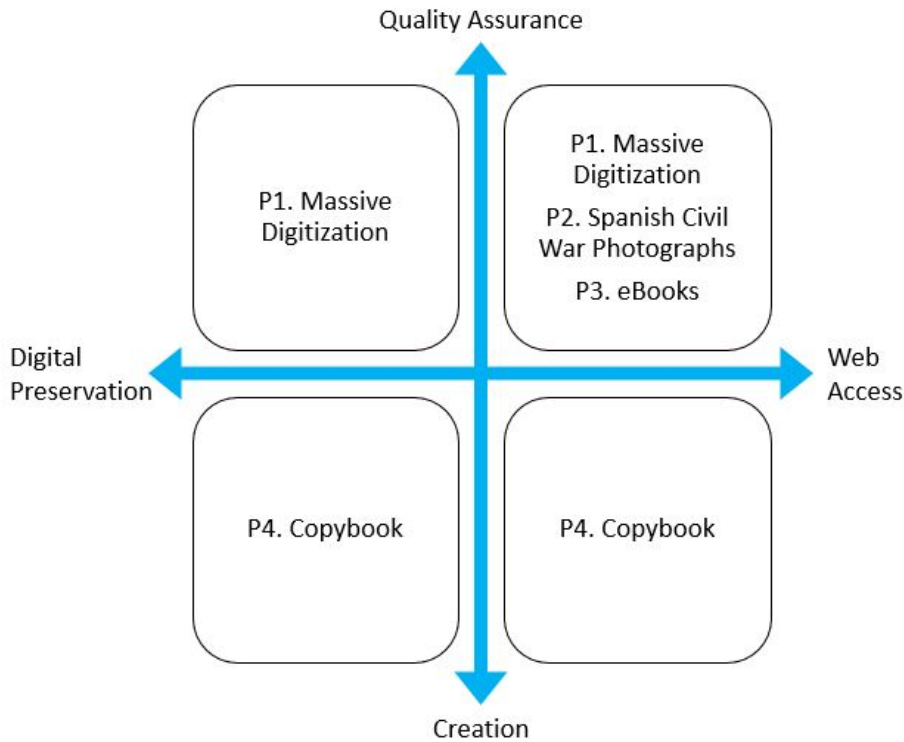 Quality Assurance
P1. Massive
Digitization
P1. Massive
Digitization
P2. Spanish Civil
War Photographs
P3. eBooks
Digital
Preservation
Web
Access
P4. Copybook
P4. Copybook
Creation